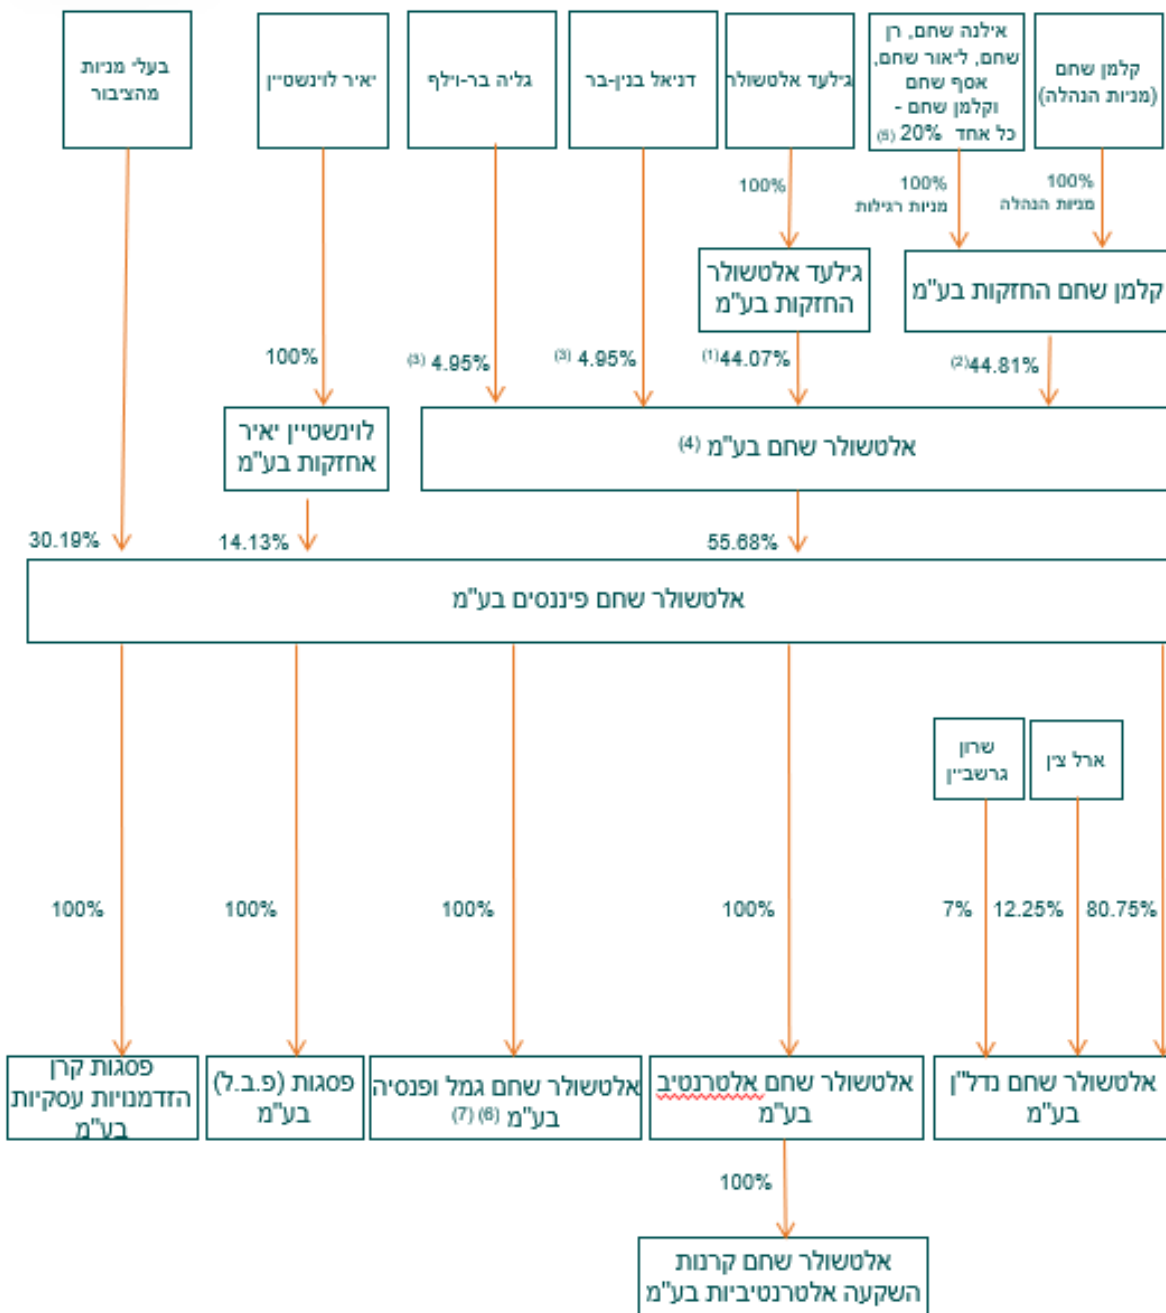 קלמן שחם
(מניות הנהלה)
אילנה שחם, רן
שחם, ליאור שחם,
אסף שחם
וקלמן שחם -
כל אחד 20% (5)
גילעד אלטשולר
דניאל בנין-בר
גליה בר-וילף
יאיר לוינשטיין
בעלי מניות
מהציבור
100%
מניות הנהלה
100%
מניות רגילות
100%
קלמן שחם החזקות בע"מ
גילעד אלטשולר
החזקות בע"מ
44.81%(2)
44.07%(1)
4.95% (3)
4.95% (3)
100%
אלטשולר שחם בע"מ (4)
לוינשטיין יאיר
אחזקות בע"מ
55.68%
14.13%
30.19%
אלטשולר שחם פיננסים בע"מ
ארל צין
שרון
גרשביין
80.75%
12.25%
7%
100%
100%
100%
100%
אלטשולר שחם נדל"ן
בע"מ
אלטשולר שחם אלטרנטיב
בע"מ
אלטשולר שחם גמל ופנסיה
בע"מ (6) (7)
פסגות (פ.ב.ל)
בע"מ
פסגות קרן
הזדמנויות עסקיות
בע"מ
100%
אלטשולר שחם קרנות
השקעה אלטרנטיביות בע"מ